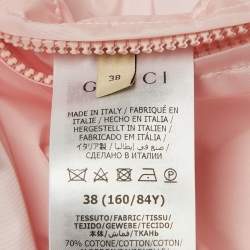 GUCCI
38
MADE IN ITALY / FABRIQUÉ EN
ITALIE / HECHO EN ITALIA /
HERGESTELLT IN ITALIEN /
FABRICADO EM ITÁLIA /
イタリア製 / صنع في إيطاليا /
СДЕЛАНО В ИТАЛИИ
38 (160/84Y)
TESSUTO/FABRIC/TISSU/
TEJIDO/GEWEBE/TECIDO/
本体/قماش/ТКАНЬ
70% COTONE/COTTON/COTON/